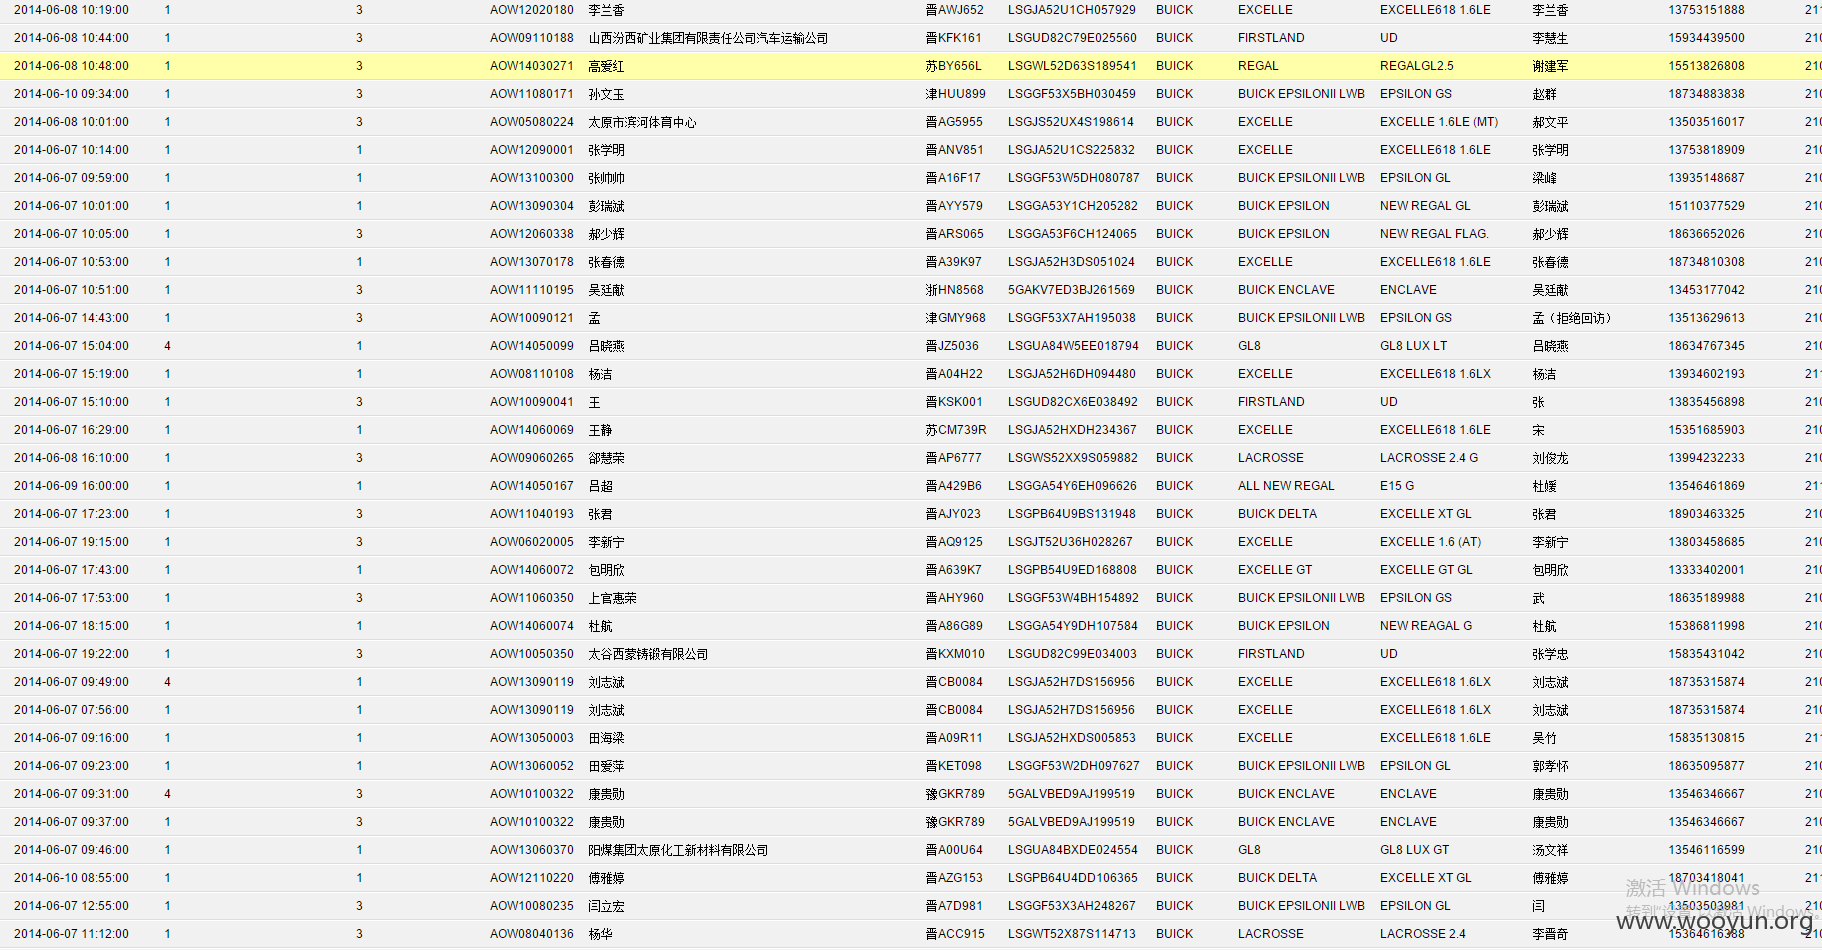 2014-06-08 10:19:00 1 3 AOW12020180 李兰香 晋AWJ652 LSGJA52U1CH057929 BUICK EXCELLE EXCELLE618 1.6LE 李兰香 13753151888 211
2014-06-08 10:44:00 1 3 AOW09110188 山西汾西矿业集团有限责任公司汽车运输公司 晋KFK161 LSGUD82C79E025560 BUICK FIRSTLAND UD 李慧生 15934439500 210
2014-06-08 10:48:00 1 3 AOW14030271 高爱红 苏BY656L LSGWL52D63S189541 BUICK REGAL REGALGL2.5 谢建军 15513826808 210
2014-06-10 09:34:00 1 3 AOW11080171 孙文玉 津HUU899 LSGGF53X5BH030459 BUICK BUICK EPSILONII LWB EPSILON GS 赵群 18734883838 210
2014-06-08 10:01:00 1 3 AOW05080224 太原市滨河体育中心 晋AG5955 LSGJS52UX4S198614 BUICK EXCELLE EXCELLE 1.6LE (MT) 郝文平 13503516017 210
2014-06-07 10:14:00 1 1 AOW12090001 张学明 晋ANV851 LSGJA52U1CS225832 BUICK EXCELLE EXCELLE618 1.6LE 张学明 13753818909 210
2014-06-07 09:59:00 1 1 AOW13100300 张帅帅 晋A16F17 LSGGF53W5DH080787 BUICK BUICK EPSILONII LWB EPSILON GL 梁峰 13935148687 210
2014-06-07 10:01:00 1 1 AOW13090304 彭瑞斌 晋AYY579 LSGGA53Y1CH205282 BUICK BUICK EPSILON NEW REGAL GL 彭瑞斌 15110377529 210
2014-06-07 10:05:00 1 3 AOW12060338 郝少辉 晋ARS065 LSGGA53F6CH124065 BUICK BUICK EPSILON NEW REGAL FLAG. 郝少辉 18636652026 210
2014-06-07 10:53:00 1 1 AOW13070178 张春德 晋A39K97 LSGJA52H3DS051024 BUICK EXCELLE EXCELLE618 1.6LE 张春德 18734810308 210
2014-06-07 10:51:00 1 3 AOW11110195 吴廷献 浙HN8568 5GAKV7ED3BJ261569 BUICK BUICK ENCLAVE ENCLAVE 吴廷献 13453177042 210
2014-06-07 14:43:00 1 3 AOW10090121 孟 津GMY968 LSGGF53X7AH195038 BUICK BUICK EPSILONII LWB EPSILON GS 孟（拒绝回访） 13513629613 210
2014-06-07 15:04:00 4 1 AOW14050099 吕晓燕 晋JZ5036 LSGUA84W5EE018794 BUICK GL8 GL8 LUX LT 吕晓燕 18634767345 210
2014-06-07 15:19:00 1 1 AOW08110108 杨洁 晋A04H22 LSGJA52H6DH094480 BUICK EXCELLE EXCELLE618 1.6LX 杨洁 13934602193 211
2014-06-07 15:10:00 1 3 AOW10090041 王 晋KSK001 LSGUD82CX6E038492 BUICK FIRSTLAND UD 张 13835456898 210
2014-06-07 16:29:00 1 1 AOW14060069 王静 苏CM739R LSGJA52HXDH234367 BUICK EXCELLE EXCELLE618 1.6LE 宋 15351685903 210
2014-06-08 16:10:00 1 3 AOW09060265 郤慧荣 晋AP6777 LSGWS52XX9S059882 BUICK LACROSSE LACROSSE 2.4 G 刘俊龙 13994232233 210
2014-06-09 16:00:00 1 1 AOW14050167 吕超 晋A429B6 LSGGA54Y6EH096626 BUICK ALL NEW REGAL E15 G 杜媛 13546461869 211
2014-06-07 17:23:00 1 3 AOW11040193 张君 晋AJY023 LSGPB64U9BS131948 BUICK BUICK DELTA EXCELLE XT GL 张君 18903463325 210
2014-06-07 19:15:00 1 3 AOW06020005 李新宁 晋AQ9125 LSGJT52U36H028267 BUICK EXCELLE EXCELLE 1.6 (AT) 李新宁 13803458685 210
2014-06-07 17:43:00 1 1 AOW14060072 包明欣 晋A639K7 LSGPB54U9ED168808 BUICK EXCELLE GT EXCELLE GT GL 包明欣 13333402001 210
2014-06-07 17:53:00 1 3 AOW11060350 上官惠荣 晋AHY960 LSGGF53W4BH154892 BUICK BUICK EPSILONII LWB EPSILON GS 武 18635189988 210
2014-06-07 18:15:00 1 1 AOW14060074 杜航 晋A86G89 LSGGA54Y9DH107584 BUICK BUICK EPSILON NEW REAGAL G 杜航 15386811998 210
2014-06-07 19:22:00 1 3 AOW10050350 太谷西蒙铸锻有限公司 晋KXM010 LSGUD82C99E034003 BUICK FIRSTLAND UD 张学忠 15835431042 210
2014-06-07 09:49:00 4 1 AOW13090119 刘志斌 晋CB0084 LSGJA52H7DS156956 BUICK EXCELLE EXCELLE618 1.6LX 刘志斌 18735315874 210
2014-06-07 07:56:00 1 1 AOW13090119 刘志斌 晋CB0084 LSGJA52H7DS156956 BUICK EXCELLE EXCELLE618 1.6LX 刘志斌 18735315874 210
2014-06-07 09:16:00 1 1 AOW13050003 田海梁 晋A09R11 LSGJA52HXDS005853 BUICK EXCELLE EXCELLE618 1.6LE 吴竹 15835130815 211
2014-06-07 09:23:00 1 1 AOW13060052 田爱萍 晋KET098 LSGGF53W2DH097627 BUICK BUICK EPSILONII LWB EPSILON GL 郭孝怀 18635095877 210
2014-06-07 09:31:00 4 3 AOW10100322 康贵勋 豫GKR789 5GALVBED9AJ199519 BUICK BUICK ENCLAVE ENCLAVE 康贵勋 13546346667 210
2014-06-07 09:37:00 1 3 AOW10100322 康贵勋 豫GKR789 5GALVBED9AJ199519 BUICK BUICK ENCLAVE ENCLAVE 康贵勋 13546346667 210
2014-06-07 09:46:00 1 1 AOW13060370 阳煤集团太原化工新材料有限公司 晋A00U64 LSGUA84BXDE024554 BUICK GL8 GL8 LUX GT 汤文祥 13546116599 210
2014-06-10 08:55:00 1 1 AOW12110220 傅雅婷 晋AZG153 LSGPB64U4DD106365 BUICK BUICK DELTA EXCELLE XT GL 傅雅婷 18703418041 211
激活 Windows
2014-06-07 12:55:00 1 3 AOW10080235 闫立宏 晋A7D981 LSGGF53X3AH248267 BUICK BUICK EPSILONII LWB EPSILON GL 闫 13503503981 210
转到"设置"以激活 Windows。
www.wooyun.org
2014-06-07 11:12:00 1 3 AOW08040136 杨华 晋ACC915 LSGWT52X87S114713 BUICK LACROSSE LACROSSE 2.4 李晋奇 15364616388 210